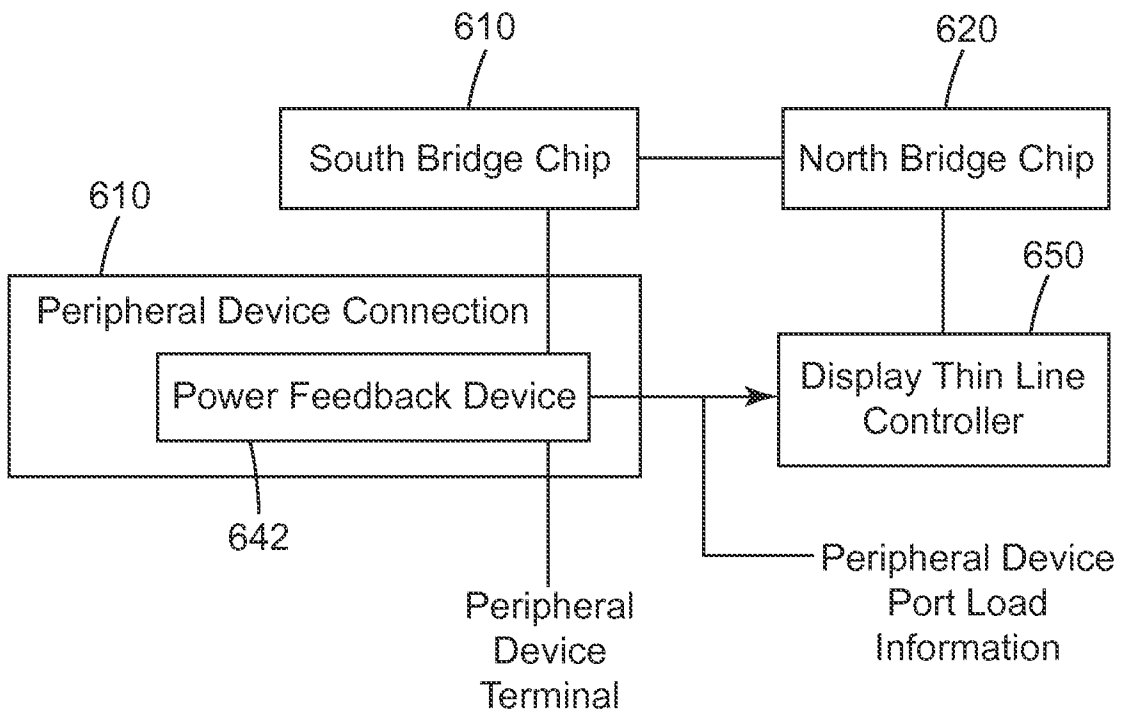 610
620
South Bridge Chip
North Bridge Chip
610
650
Peripheral Device Connection
Power Feedback Device
Display Thin Line
Controller
642
Peripheral
Device
Terminal
Peripheral Device
Port Load
Information